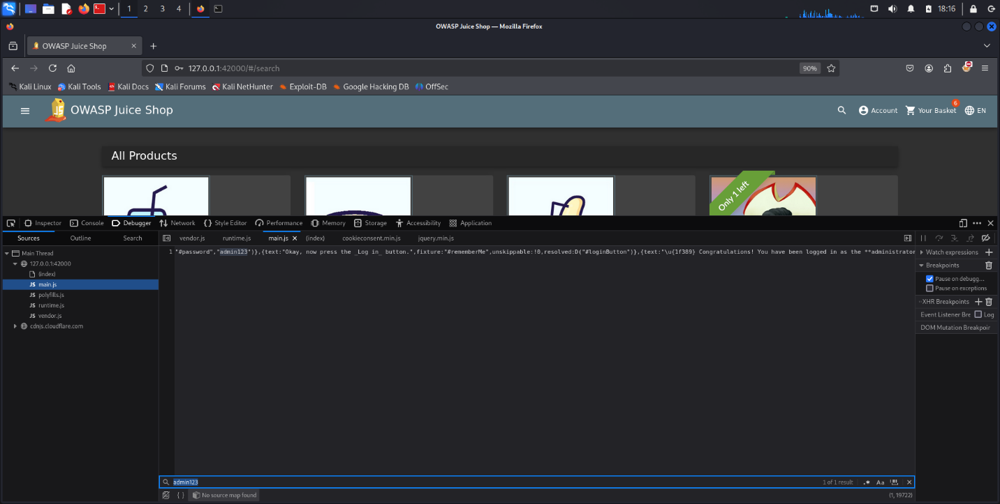 1 2 3 4 18:16
OWASP Juice Shop — Mozilla Firefox
OWASP Juice Shop
127.0.0.1:42000/#/search 90%
Kali Linux Kali Tools Kali Docs Kali Forums Kali NetHunter Exploit-DB Google Hacking DB OffSec
OWASP Juice Shop Account Your Basket 6 EN
All Products
Only 1 left
Inspector Console Debugger Network Style Editor Performance Memory Storage Accessibility Application
Sources Outline Search vendor.js runtime.js main.js (index) cookieconsent.min.js jquery.min.js
Main Thread
127.0.0.1:42000
(index)
JS main.js
JS polyfills.js
JS runtime.js
JS vendor.js
cdnjs.cloudflare.com
1 "#password","admin123")},{text:"Okay, now press the _Log in_ button.",fixture:"#rememberMe",unskippable:!0,resolved:D("#loginButton")},{text:"\u{1f389} Congratulations! You have been logged in as the **administrator
Watch expressions
Breakpoints
Pause on debugg...
Pause on exceptions
XHR Breakpoints
Event Listener Bre Log
DOM Mutation Breakpoir
admin123 1 of 1 result .* Aa
{ } No source map found (1, 19722)